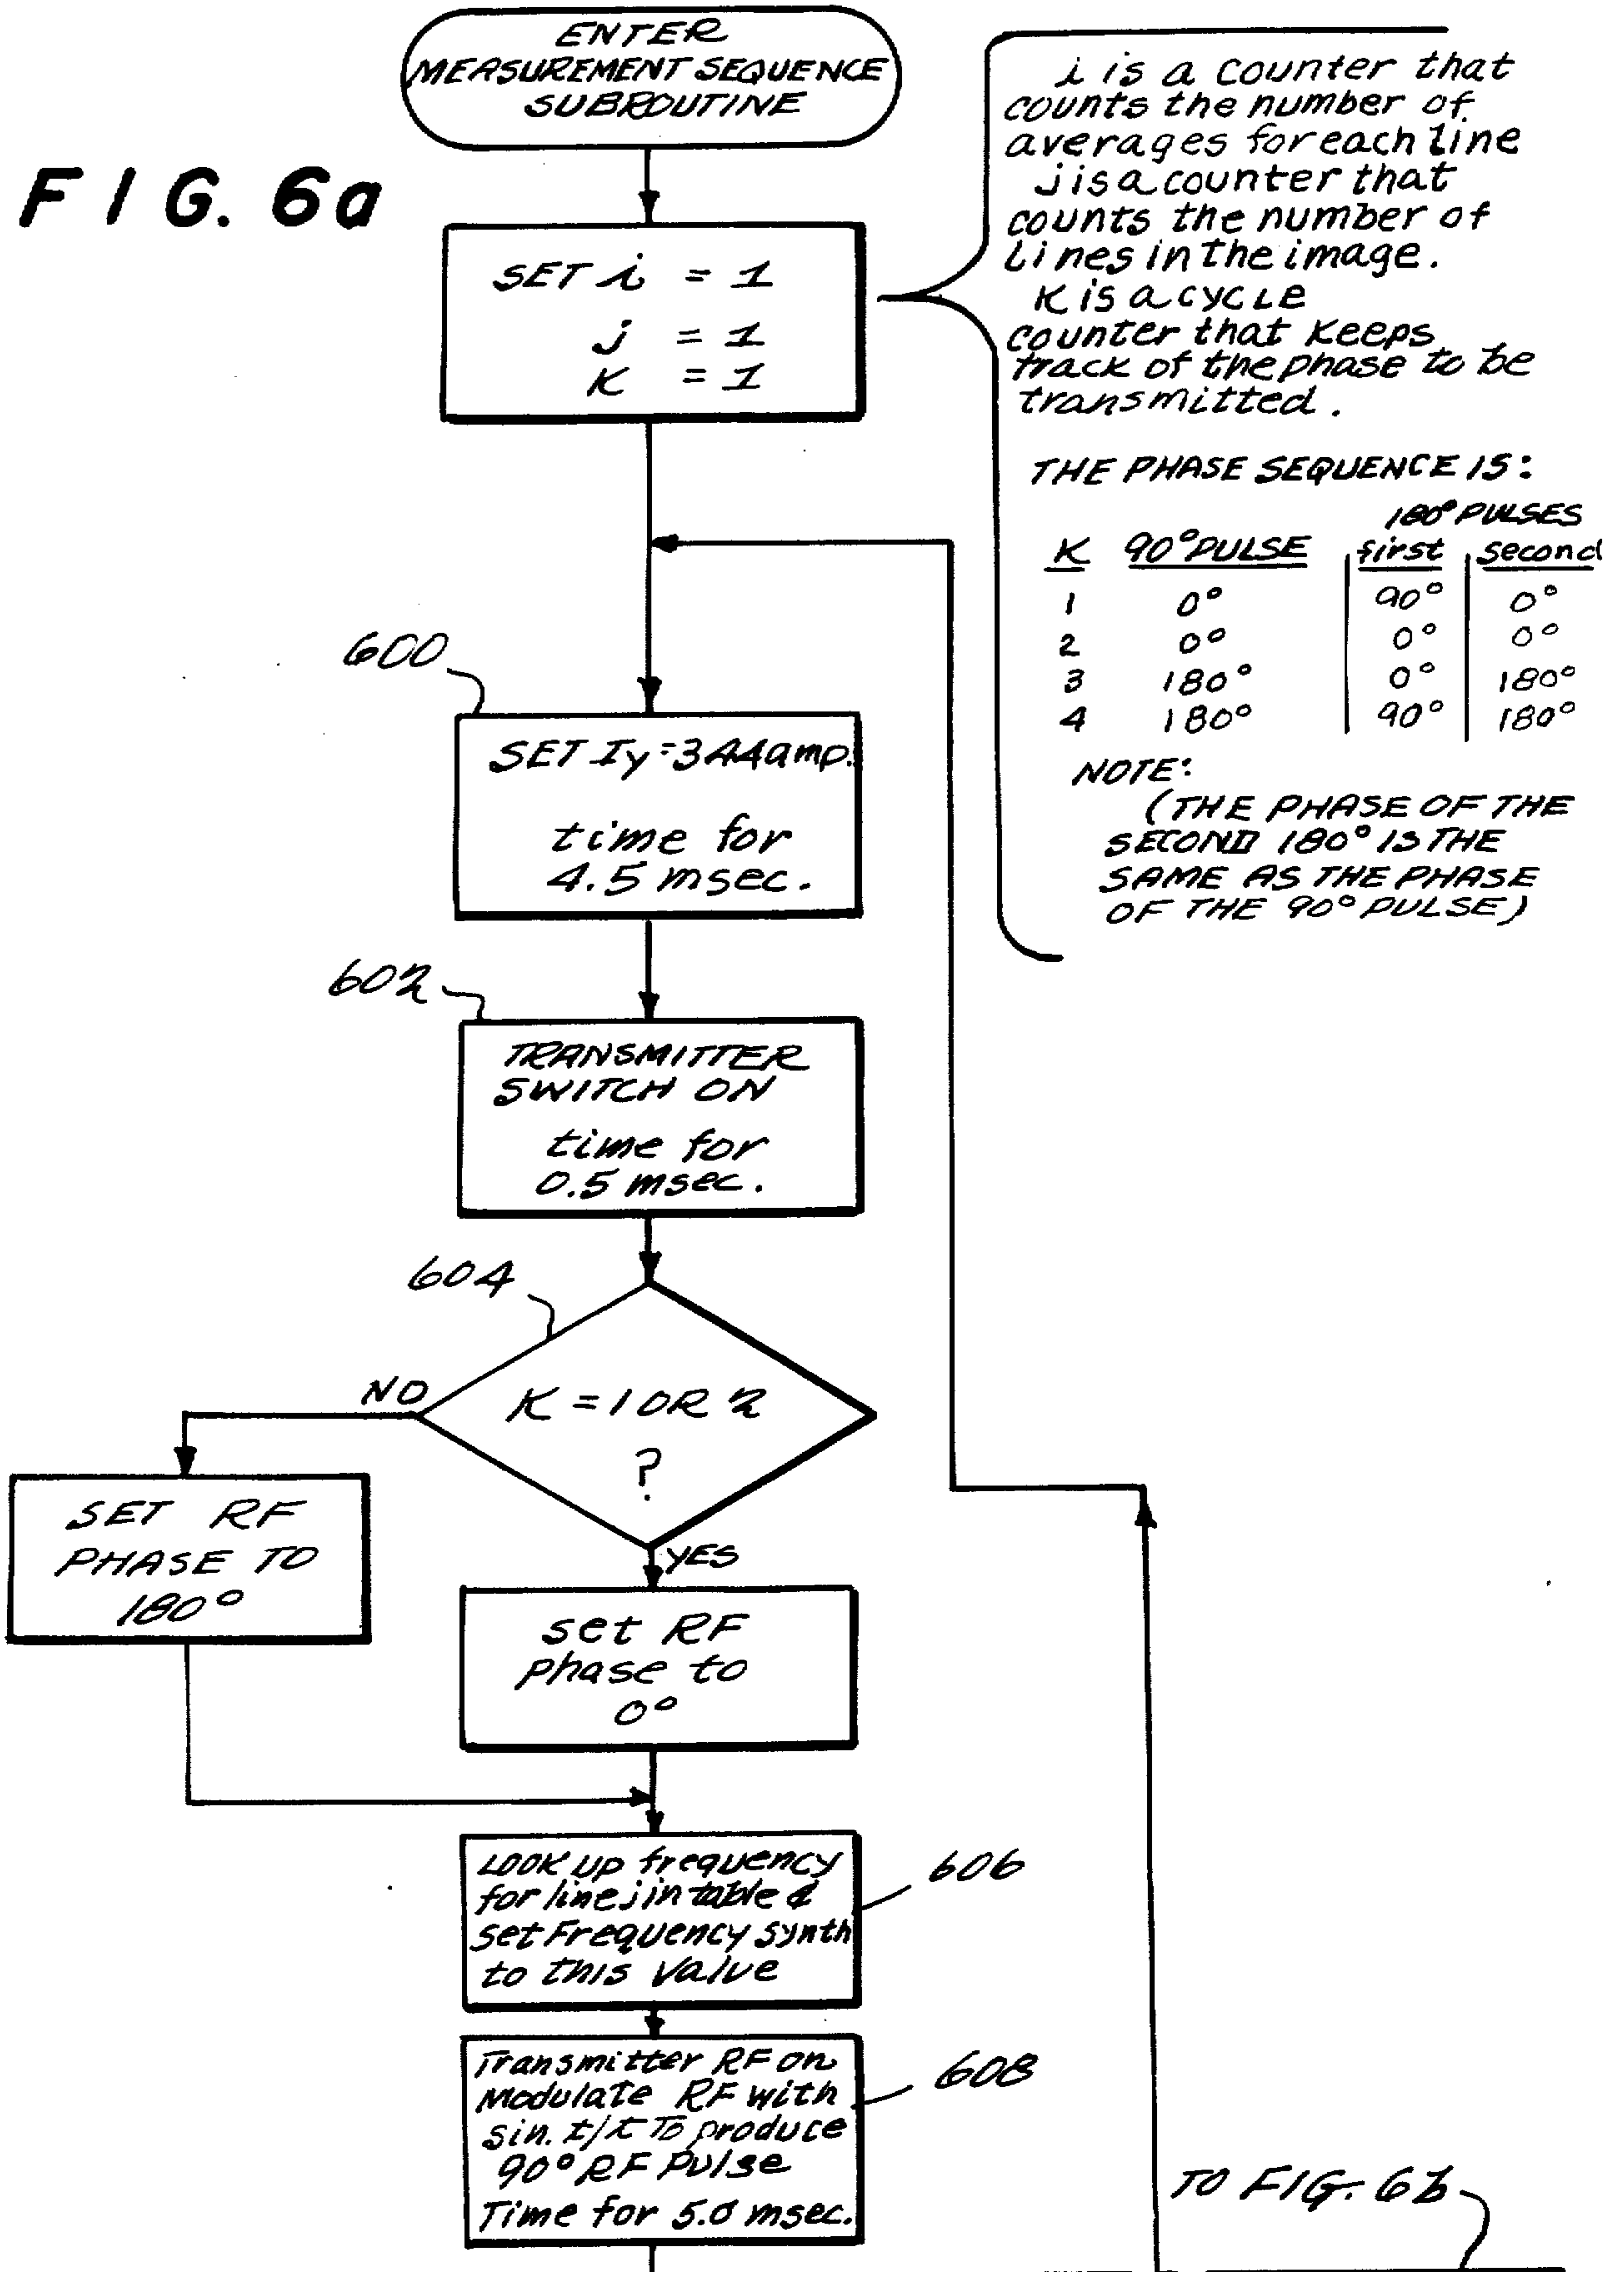 ENTER
MEASUREMENT SEQUENCE
SUBROUTINE
FIG. 6a
SET i = 1
j = 1
K = 1
i is a counter that
counts the number of
averages for each line
j is a counter that
counts the number of
Lines in the image.
K is a cycLe
counter that keeps
track of the phase to be
transmitted.
THE PHASE SEQUENCE IS:
180° PULSES
K 90° PULSE first second
1 0° 90° 0°
2 0° 0° 0°
3 180° 0° 180°
4 180° 90° 180°
NOTE:
(THE PHASE OF THE
SECOND 180° IS THE
SAME AS THE PHASE
OF THE 90° PULSE)
600
SET Iy = 344amp.
time for
4.5 msec.
602
TRANSMITTER
SWITCH ON
time for
0.5 msec.
604
K = 1 OR 2
?
NO
YES
SET RF
PHASE TO
180°
set RF
phase to
0°
606
LOOK UP frequency
for line j in table &
set Frequency synth
to this value
608
Transmitter RF on
Modulate RF with
sin. t/t To produce
90° RF Pulse
Time for 5.0 msec.
TO FIG. 6b